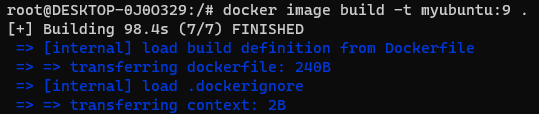 root@DESKTOP-0J0O329:/# docker image build -t myubuntu:9 .
[+] Building 98.4s (7/7) FINISHED
=> [internal] load build definition from Dockerfile
=> => transferring dockerfile: 240B
=> [internal] load .dockerignore
=> => transferring context: 2B